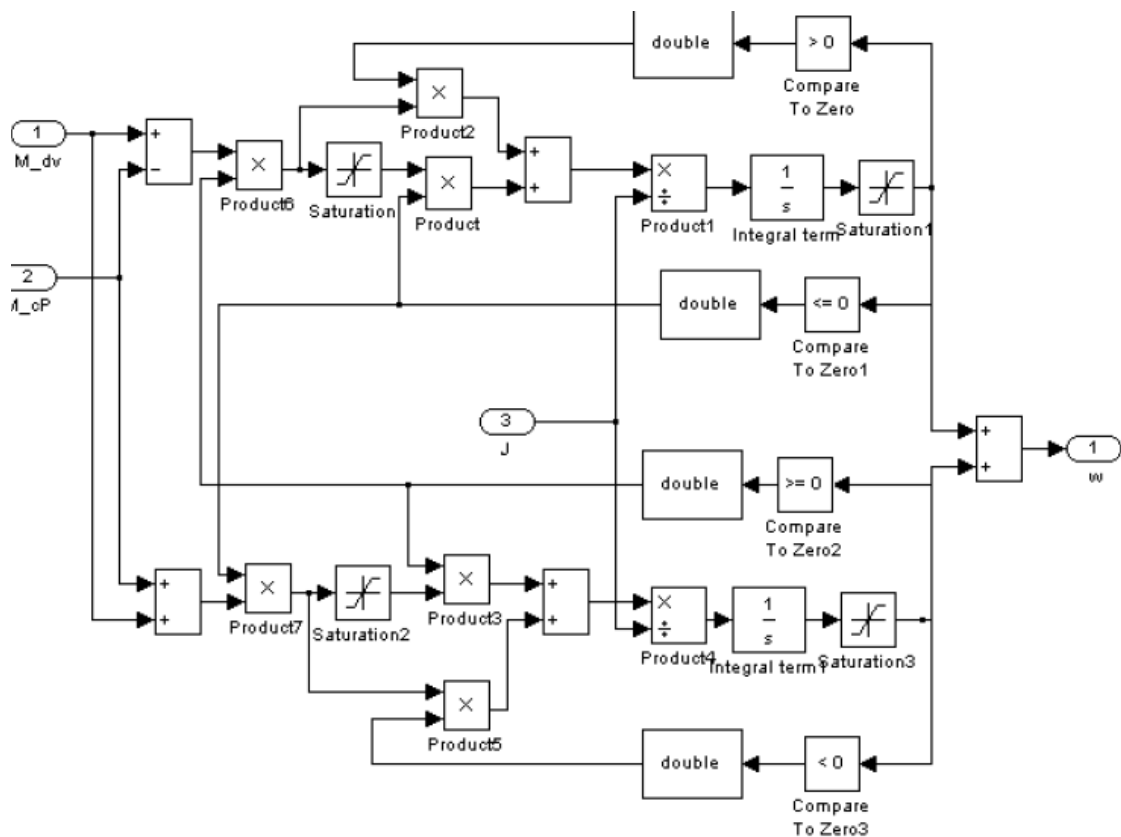 double
> 0
Compare
To Zero
1
M_dv
+
−
×
Product6
Saturation
×
Product2
×
Product
+
+
×
÷
Product1
1
s
Integral term
Saturation1
2
M_cP
double
<= 0
Compare
To Zero1
3
J
+
+
1
w
double
>= 0
Compare
To Zero2
+
+
×
Product7
Saturation2
×
Product3
+
+
×
÷
Product4
1
s
Integral term1
Saturation3
×
Product5
double
< 0
Compare
To Zero3